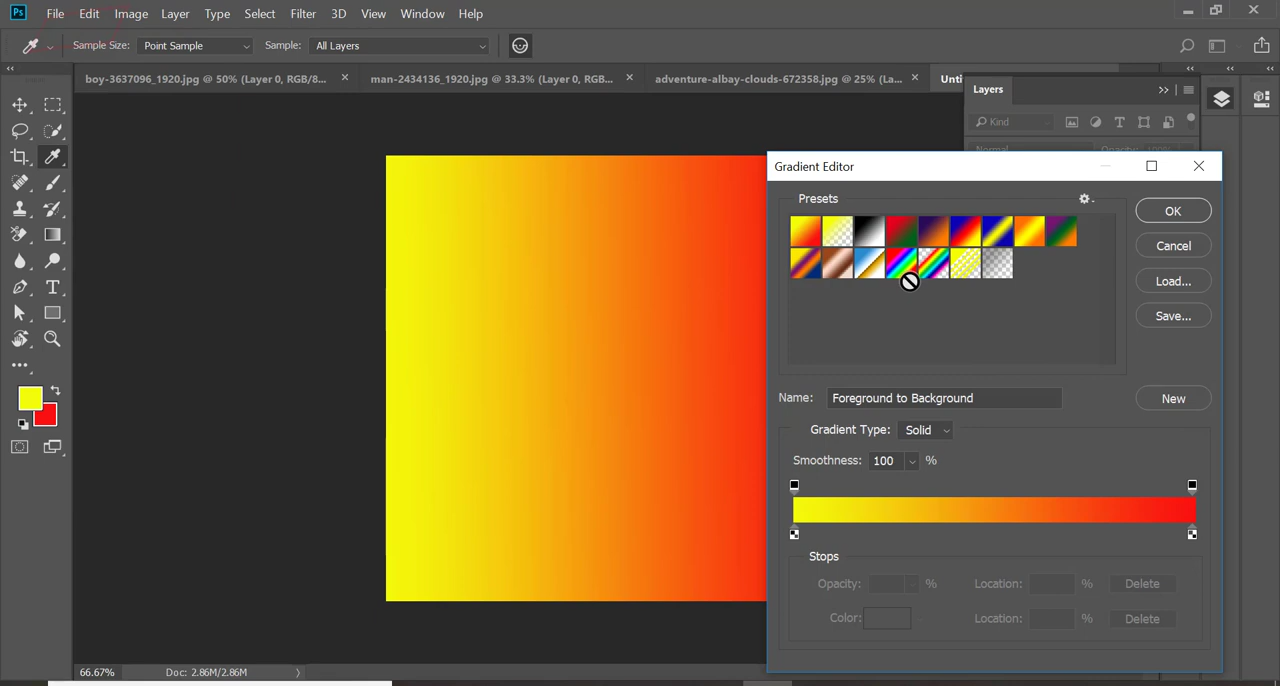 Ps File Edit Image Layer Type Select Filter 3D View Window Help
Sample Size: Point Sample Sample: All Layers
boy-3637096_1920.jpg @ 50% (Layer 0, RGB/8... man-2434136_1920.jpg @ 33.3% (Layer 0, RGB... adventure-albay-clouds-672358.jpg @ 25% (La... Unti
Layers
Kind
Normal Opacity: 100%
Gradient Editor
Presets
OK
Cancel
Load...
Save...
Name: Foreground to Background New
Gradient Type: Solid
Smoothness: 100 %
Stops
Opacity: % Location: % Delete
Color: Location: % Delete
66.67% Doc: 2.86M/2.86M